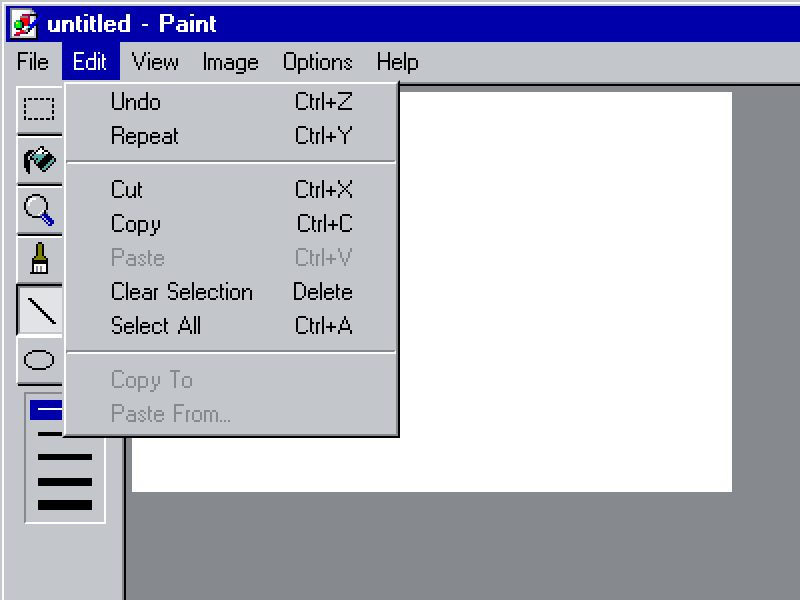 untitled - Paint
File Edit View Image Options Help
Undo Ctrl+Z
Repeat Ctrl+Y
Cut Ctrl+X
Copy Ctrl+C
Paste Ctrl+V
Clear Selection Delete
Select All Ctrl+A
Copy To
Paste From...